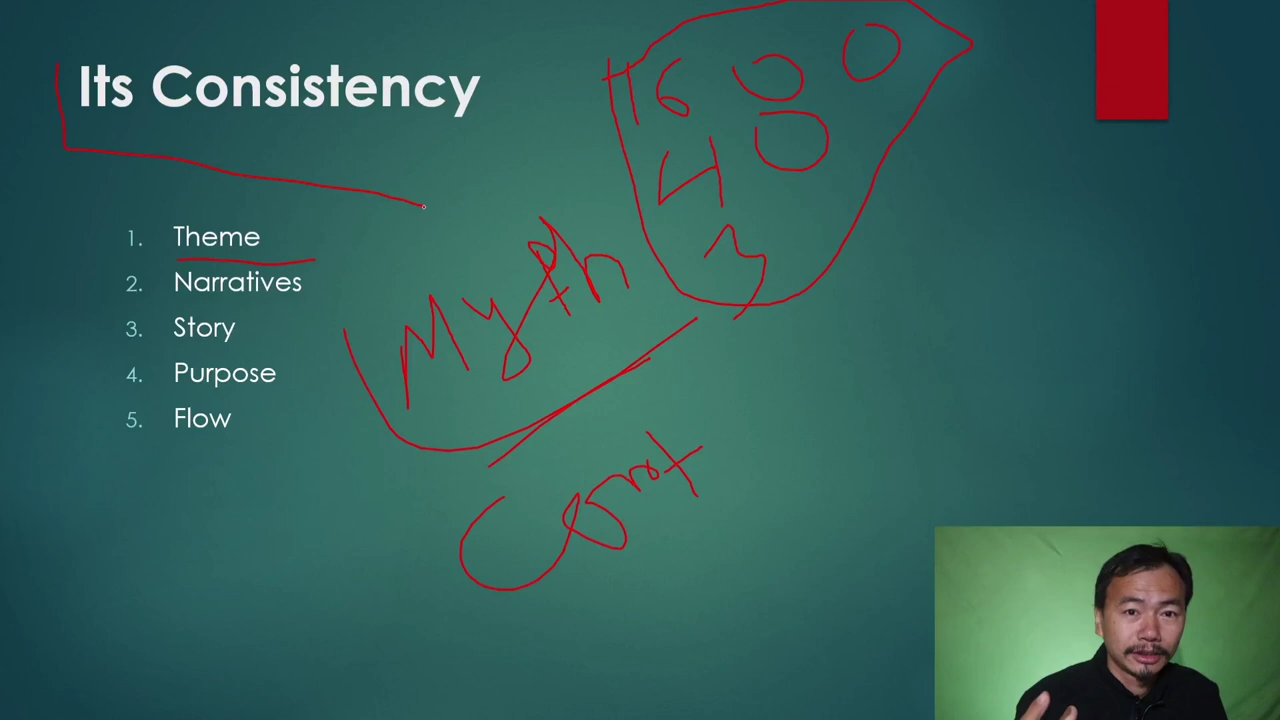 Its Consistency
1600
40
3
1. Theme
2. Narratives
3. Story
4. Purpose
5. Flow
Myth
Cont